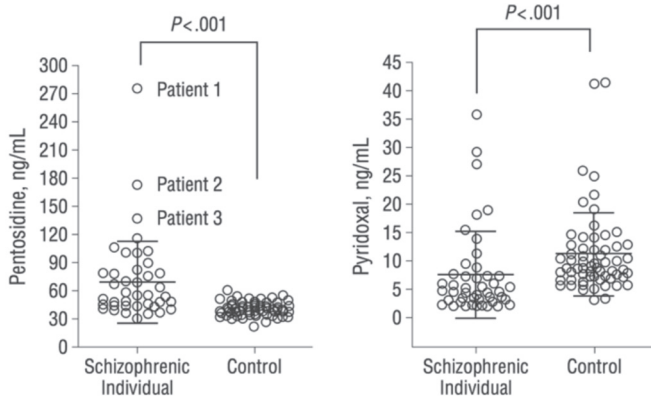 P<.001
Pentosidine, ng/mL
300
270
240
210
180
150
120
90
60
30
0
Patient 1
Patient 2
Patient 3
Schizophrenic
Individual
Control
P<.001
Pyridoxal, ng/mL
45
40
35
30
25
20
15
10
5
0
Schizophrenic
Individual
Control